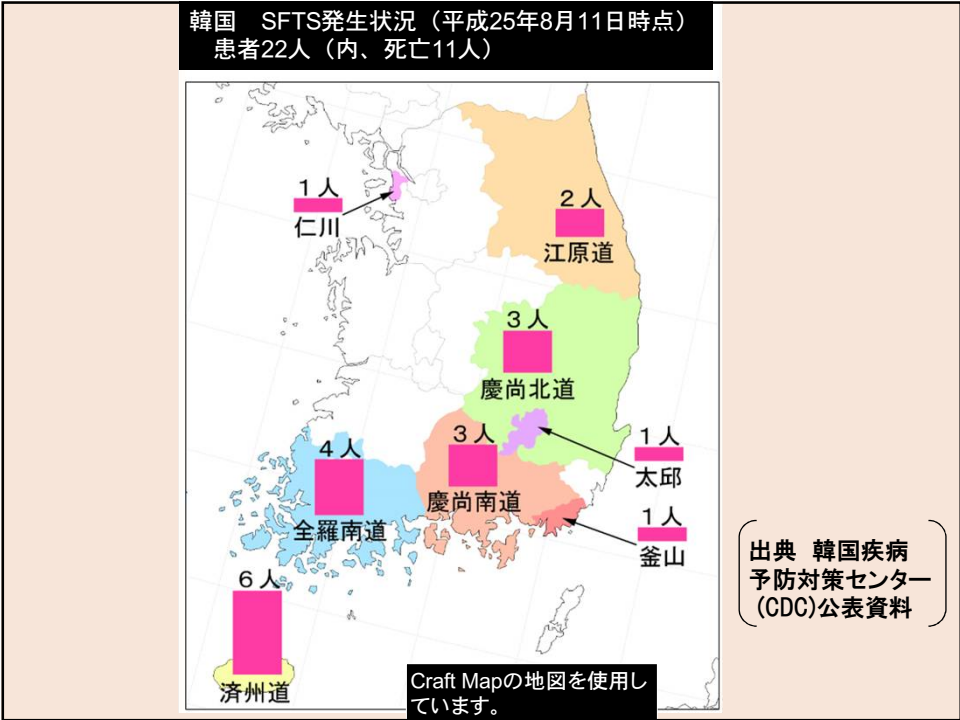 韓国　SFTS発生状況（平成25年8月11日時点）
患者22人（内、死亡11人）
１人
仁川
２人
江原道
３人
慶尚北道
３人
慶尚南道
１人
太邱
４人
全羅南道
１人
釜山
６人
済州道
出典　韓国疾病
予防対策センター
(CDC)公表資料
Craft Mapの地図を使用し
ています。